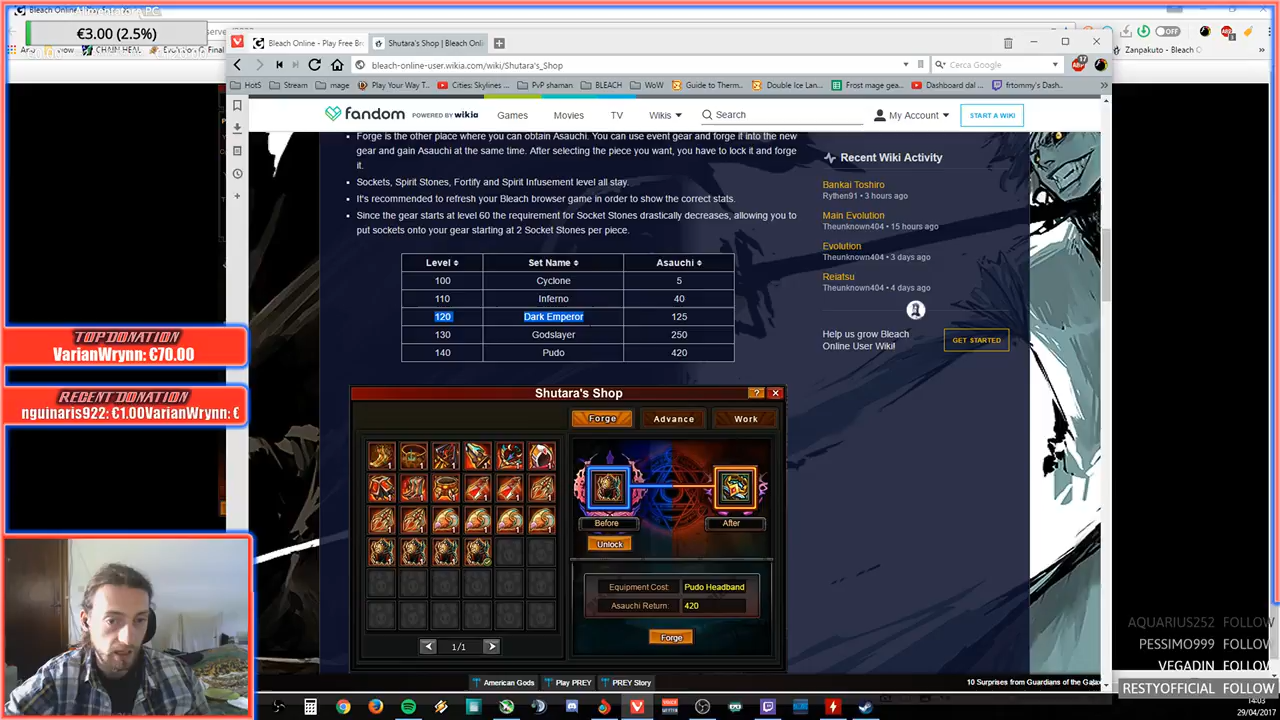 Bleach Online
€3.00 (2.5%)
Bleach Online - Play Free Br
Shutara's Shop | Bleach Onli
bleach-online-user.wikia.com/wiki/Shutara's_Shop
Cerca Google
17
OFF
Zanpakuto - Bleach O
CHAIN HEAL
HotS
Stream
mage
Play Your Way T...
Cities: Skylines ...
PvP shaman
BLEACH
WoW
Guide to Therm...
Double Ice Lan...
Frost mage gear...
Dashboard dal ...
frtommy's Dash...
fandom
POWERED BY wikia
Games
Movies
TV
Wikis
Search
My Account
START A WIKI
Forge is the other place where you can obtain Asauchi. You can use event gear and forge it into the new
gear and gain Asauchi at the same time. After selecting the piece you want, you have to lock it and forge
it.
Sockets, Spirit Stones, Fortify and Spirit Infusement level all stay.
It's recommended to refresh your Bleach browser game in order to show the correct stats.
Since the gear starts at level 60 the requirement for Socket Stones drastically decreases, allowing you to
put sockets onto your gear starting at 2 Socket Stones per piece.
Level Set Name Asauchi
100 Cyclone 5
110 Inferno 40
120 Dark Emperor 125
130 Godslayer 250
140 Pudo 420
Recent Wiki Activity
Bankai Toshiro
Rythen91 • 3 hours ago
Main Evolution
Theunknown404 • 15 hours ago
Evolution
Theunknown404 • 3 days ago
Reiatsu
Theunknown404 • 4 days ago
Help us grow Bleach
Online User Wiki!
GET STARTED
Shutara's Shop
Forge Advance Work
Before After
Unlock
Equipment Cost: Pudo Headband
Asauchi Return: 420
Forge
1/1
TOP DONATION
VarianWrynn: €70.00
RECENT DONATION
nguinaris922: €1.00VarianWrynn: €
American Gods
Play PREY
PREY Story
10 Surprises from Guardians of the Gala
AQUARIUS252 FOLLOW
PESSIMO999 FOLLOW
VEGADIN FOLLOW
RESTYOFFICIAL FOLLOW
14:03
29/04/2017